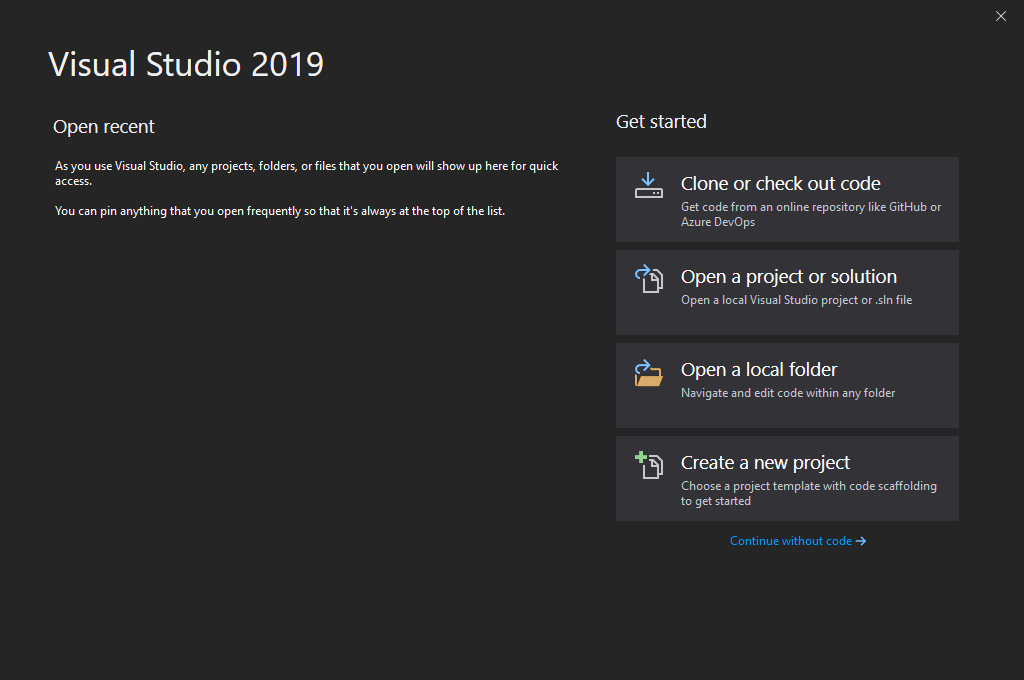 Visual Studio 2019
Open recent
As you use Visual Studio, any projects, folders, or files that you open will show up here for quick
access.
You can pin anything that you open frequently so that it's always at the top of the list.
Get started
Clone or check out code
Get code from an online repository like GitHub or
Azure DevOps
Open a project or solution
Open a local Visual Studio project or .sln file
Open a local folder
Navigate and edit code within any folder
Create a new project
Choose a project template with code scaffolding
to get started
Continue without code →